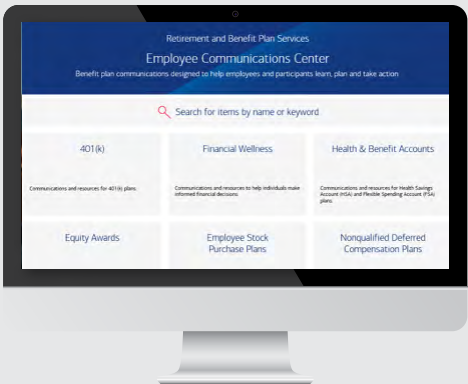 Retirement and Benefit Plan Services
Employee Communications Center
Benefit plan communications designed to help employees and participants learn, plan and take action
Search for items by name or keyword
401(k)
Financial Wellness
Health & Benefit Accounts
Communications and resources for 401(k) plans.
Communications and resources to help individuals make
informed financial decisions.
Communications and resources for Health Savings
Account (HSA) and Flexible Spending Account (FSA)
plans.
Equity Awards
Employee Stock
Purchase Plans
Nonqualified Deferred
Compensation Plans